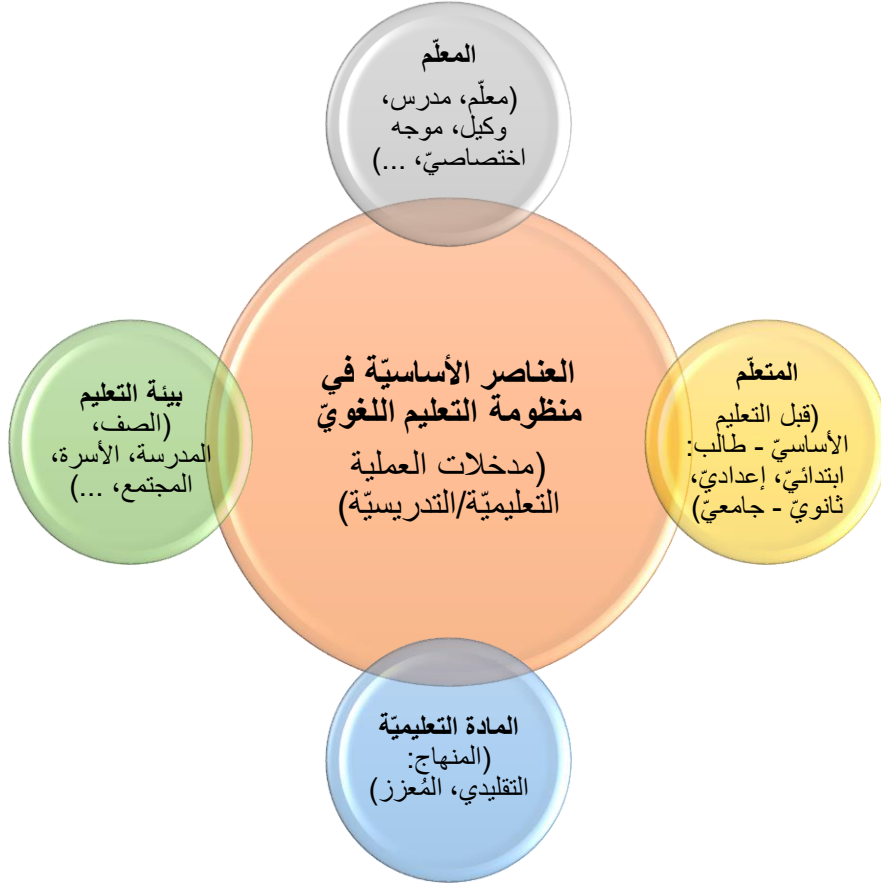 المعلّم
(معلّم، مدرس،
وكيل، موجه
اختصاصيّ، ...)
العناصر الأساسيّة في
منظومة التعليم اللغويّ
(مدخلات العملية
التعليميّة/التدريسيّة)
المتعلّم
(قبل التعليم
الأساسيّ - طالب:
ابتدائيّ، إعداديّ،
ثانويّ - جامعيّ)
بيئة التعليم
(الصف،
المدرسة، الأسرة،
المجتمع، ...)
المادة التعليميّة
(المنهاج:
التقليدي، المُعزز)